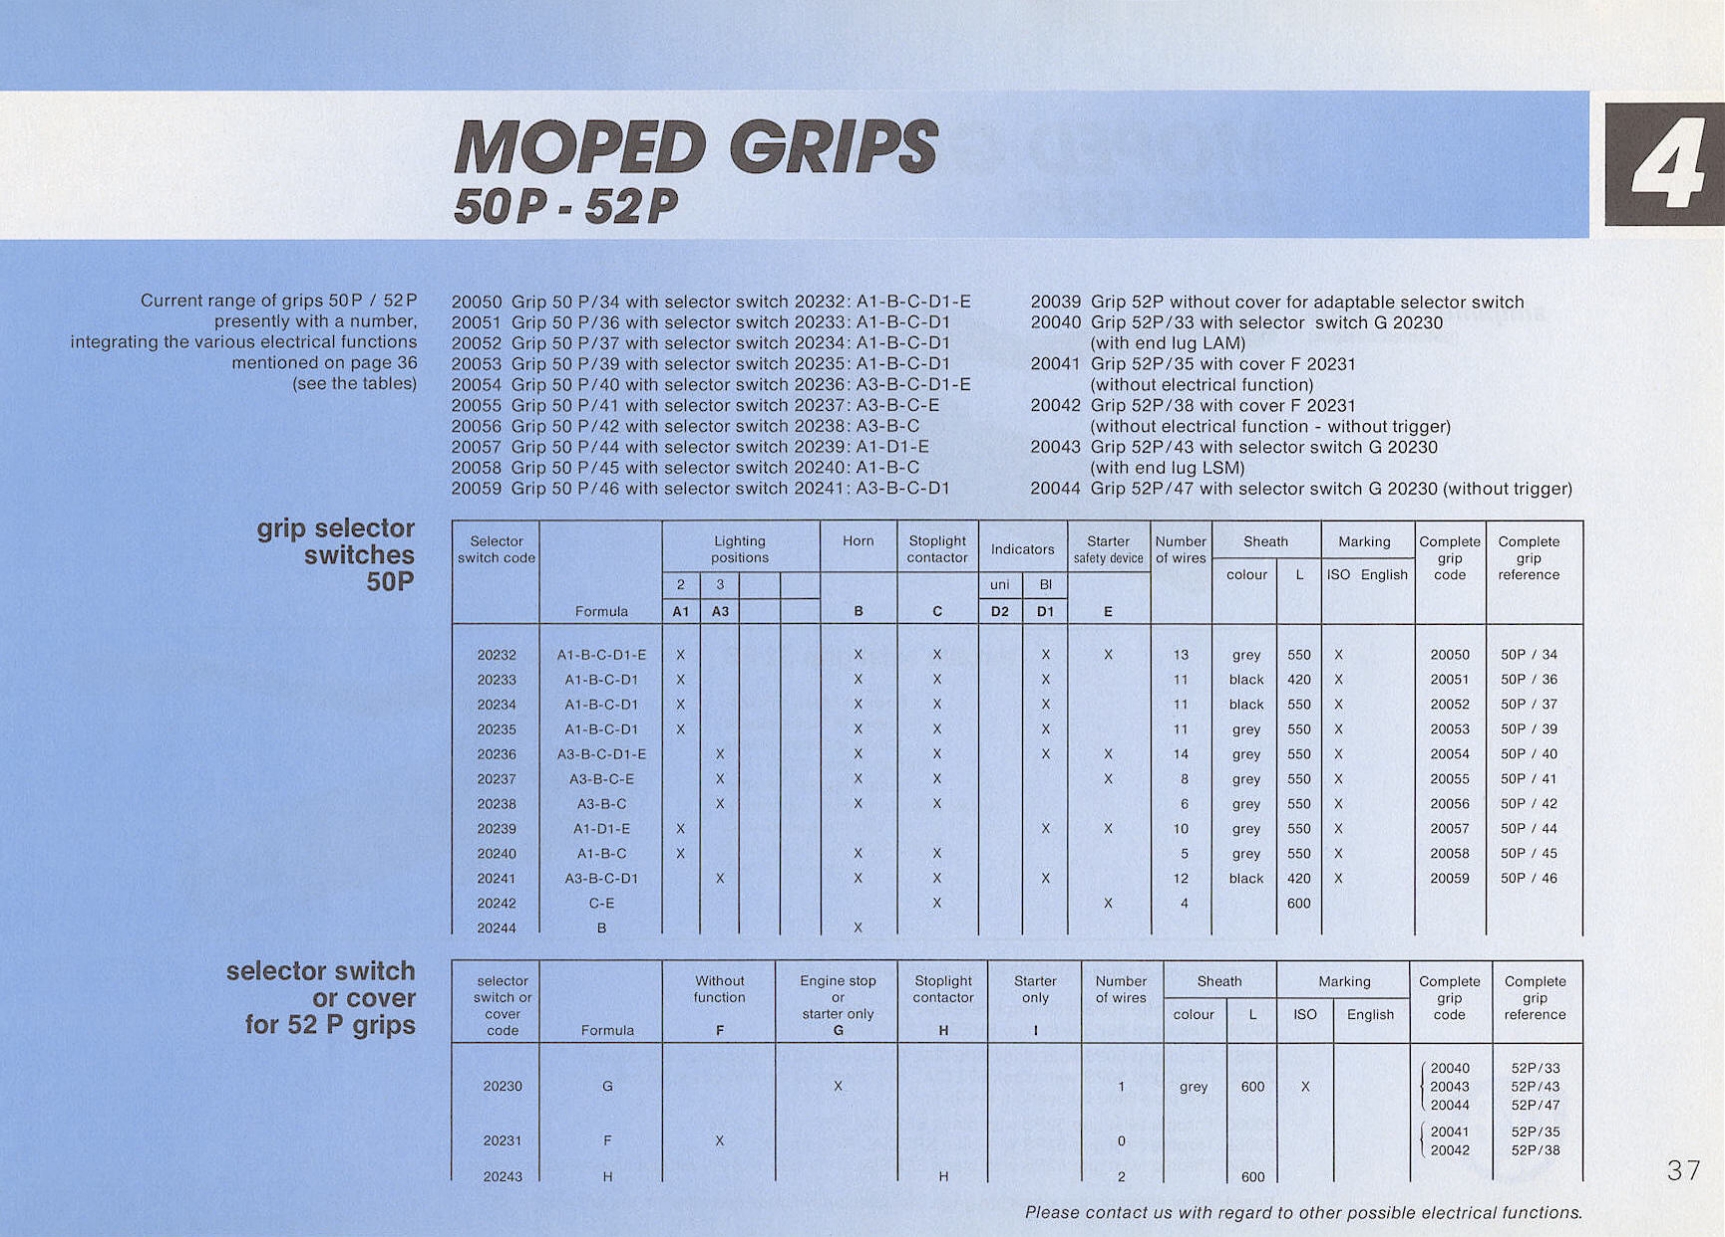 MOPED GRIPS
50P - 52P
4
Current range of grips 50P / 52P
presently with a number,
integrating the various electrical functions
mentioned on page 36
(see the tables)
20050 Grip 50 P/34 with selector switch 20232: A1-B-C-D1-E
20051 Grip 50 P/36 with selector switch 20233: A1-B-C-D1
20052 Grip 50 P/37 with selector switch 20234: A1-B-C-D1
20053 Grip 50 P/39 with selector switch 20235: A1-B-C-D1
20054 Grip 50 P/40 with selector switch 20236: A3-B-C-D1-E
20055 Grip 50 P/41 with selector switch 20237: A3-B-C-E
20056 Grip 50 P/42 with selector switch 20238: A3-B-C
20057 Grip 50 P/44 with selector switch 20239: A1-D1-E
20058 Grip 50 P/45 with selector switch 20240: A1-B-C
20059 Grip 50 P/46 with selector switch 20241: A3-B-C-D1
20039 Grip 52P without cover for adaptable selector switch
20040 Grip 52P/33 with selector switch G 20230
(with end lug LAM)
20041 Grip 52P/35 with cover F 20231
(without electrical function)
20042 Grip 52P/38 with cover F 20231
(without electrical function - without trigger)
20043 Grip 52P/43 with selector switch G 20230
(with end lug LSM)
20044 Grip 52P/47 with selector switch G 20230 (without trigger)
grip selector
switches
50P
Selector Lighting Horn Stoplight Indicators Starter Number Sheath Marking Complete Complete
switch code positions contactor safety device of wires grip grip
2 3 uni BI colour L ISO English code reference
Formula A1 A3 B C D2 D1 E
20232 A1-B-C-D1-E X X X X X 13 grey 550 X 20050 50P / 34
20233 A1-B-C-D1 X X X X 11 black 420 X 20051 50P / 36
20234 A1-B-C-D1 X X X X 11 black 550 X 20052 50P / 37
20235 A1-B-C-D1 X X X X 11 grey 550 X 20053 50P / 39
20236 A3-B-C-D1-E X X X X X 14 grey 550 X 20054 50P / 40
20237 A3-B-C-E X X X X 8 grey 550 X 20055 50P / 41
20238 A3-B-C X X X 6 grey 550 X 20056 50P / 42
20239 A1-D1-E X X X 10 grey 550 X 20057 50P / 44
20240 A1-B-C X X X 5 grey 550 X 20058 50P / 45
20241 A3-B-C-D1 X X X X 12 black 420 X 20059 50P / 46
20242 C-E X X 4 600
20244 B X
selector switch
or cover
for 52 P grips
selector Without Engine stop Stoplight Starter Number Sheath Marking Complete Complete
switch or function or contactor only of wires grip grip
cover starter only colour L ISO English code reference
code Formula F G H I
20040 52P/33
20230 G X 1 grey 600 X 20043 52P/43
20044 52P/47
20041 52P/35
20231 F X 0
20042 52P/38
20243 H H 2 600
37
Please contact us with regard to other possible electrical functions.